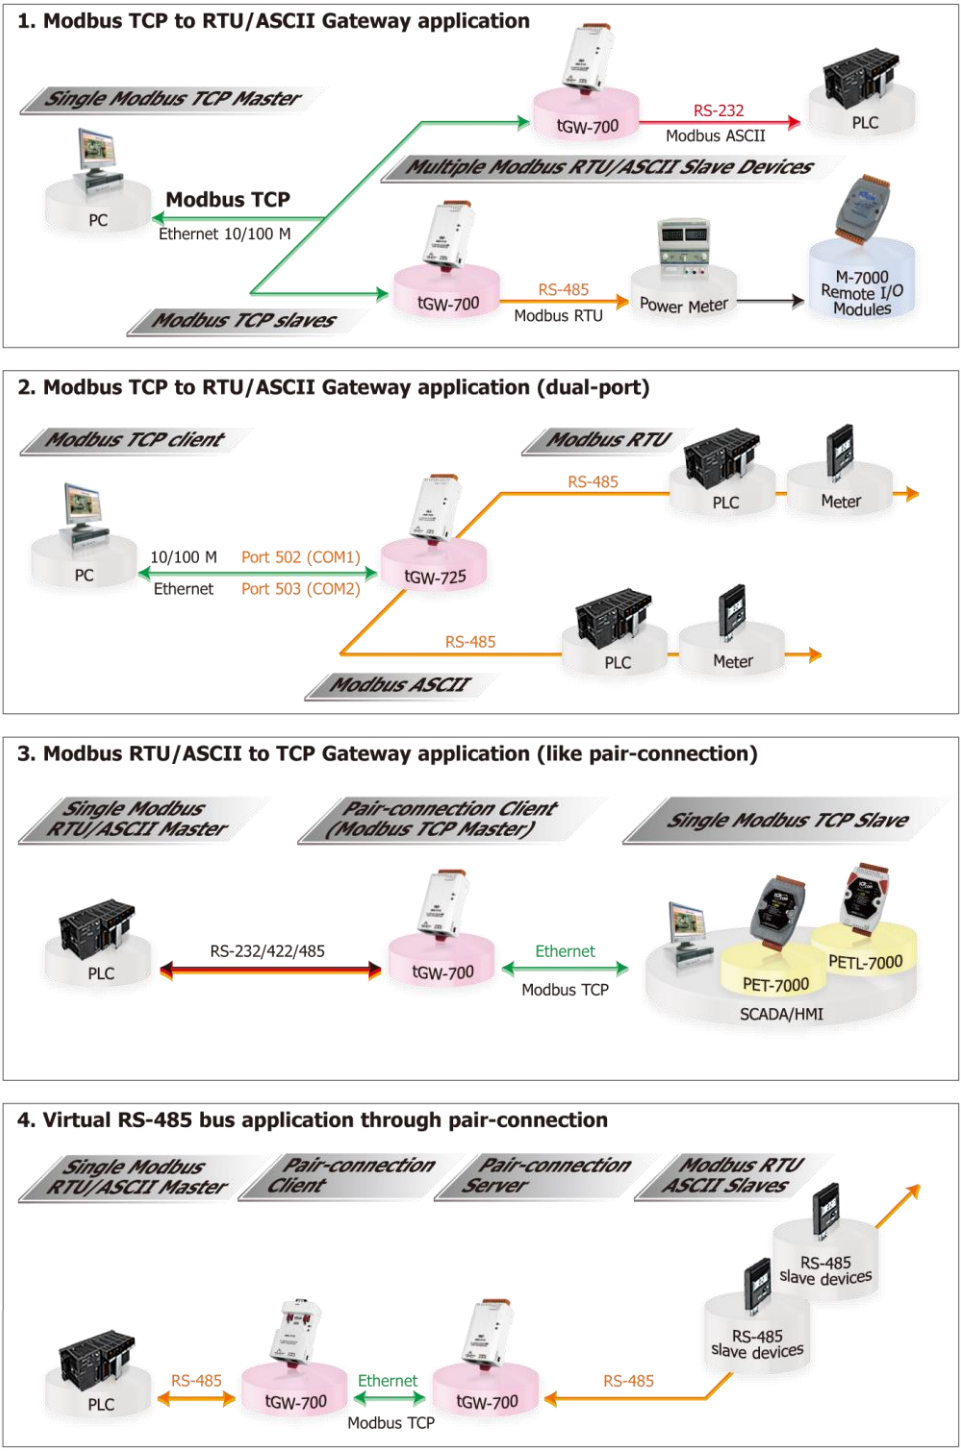 1. Modbus TCP to RTU/ASCII Gateway application
Single Modbus TCP Master
tGW-700
RS-232
Modbus ASCII
PLC
Multiple Modbus RTU/ASCII Slave Devices
PC
Modbus TCP
Ethernet 10/100 M
tGW-700
RS-485
Modbus RTU
Power Meter
M-7000
Remote I/O
Modules
Modbus TCP slaves
2. Modbus TCP to RTU/ASCII Gateway application (dual-port)
Modbus TCP client
Modbus RTU
RS-485
PLC
Meter
PC
10/100 M
Port 502 (COM1)
Ethernet
Port 503 (COM2)
tGW-725
RS-485
PLC
Meter
Modbus ASCII
3. Modbus RTU/ASCII to TCP Gateway application (like pair-connection)
Single Modbus
RTU/ASCII Master
Pair-connection Client
(Modbus TCP Master)
Single Modbus TCP Slave
PLC
RS-232/422/485
tGW-700
Ethernet
Modbus TCP
PET-7000
PETL-7000
SCADA/HMI
4. Virtual RS-485 bus application through pair-connection
Single Modbus
RTU/ASCII Master
Pair-connection
Client
Pair-connection
Server
Modbus RTU
ASCII Slaves
RS-485
slave devices
RS-485
slave devices
PLC
RS-485
tGW-700
Ethernet
Modbus TCP
tGW-700
RS-485